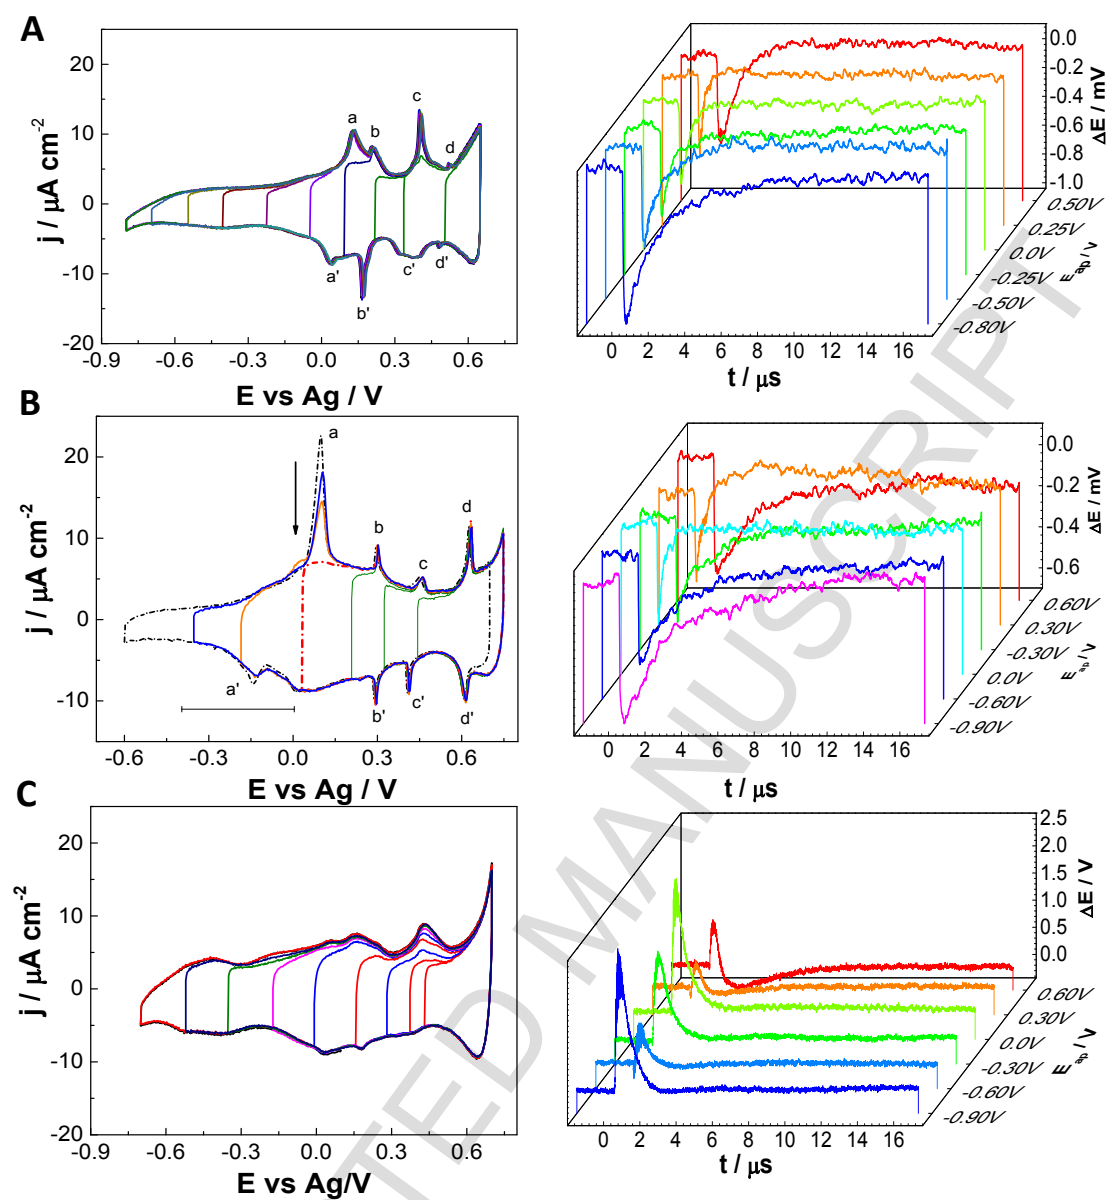 A
20
10
0
-10
-20
j / μA cm-2
-0.9
-0.6
-0.3
0.0
0.3
0.6
E vs Ag / V
a
b
c
d
a'
b'
c'
d'
0.0
-0.2
-0.4
-0.6
-0.8
-1.0
ΔE / mV
0.50V
0.25V
0.0V
-0.25V
-0.50V
-0.80V
Eap / V
0 2 4 6 8 10 12 14 16
t / μs
B
20
10
0
-10
j / μA cm-2
-0.6
-0.3
0.0
0.3
0.6
E vs Ag / V
a
b
c
d
a'
b'
c'
d'
0.0
-0.2
-0.4
-0.6
ΔE / mV
0.60V
0.30V
-0.30V
0.0V
-0.60V
-0.90V
Eap / V
0 2 4 6 8 10 12 14 16
t / μs
C
20
10
0
-10
-20
j / μA cm-2
-0.9
-0.6
-0.3
0.0
0.3
0.6
E vs Ag/V
2.5
2.0
1.5
1.0
0.5
0.0
ΔE / V
0.60V
0.30V
0.0V
-0.30V
-0.60V
-0.90V
Eap / V
0 2 4 6 8 10 12 14 16
t / μs
TED MANUSCRIPT